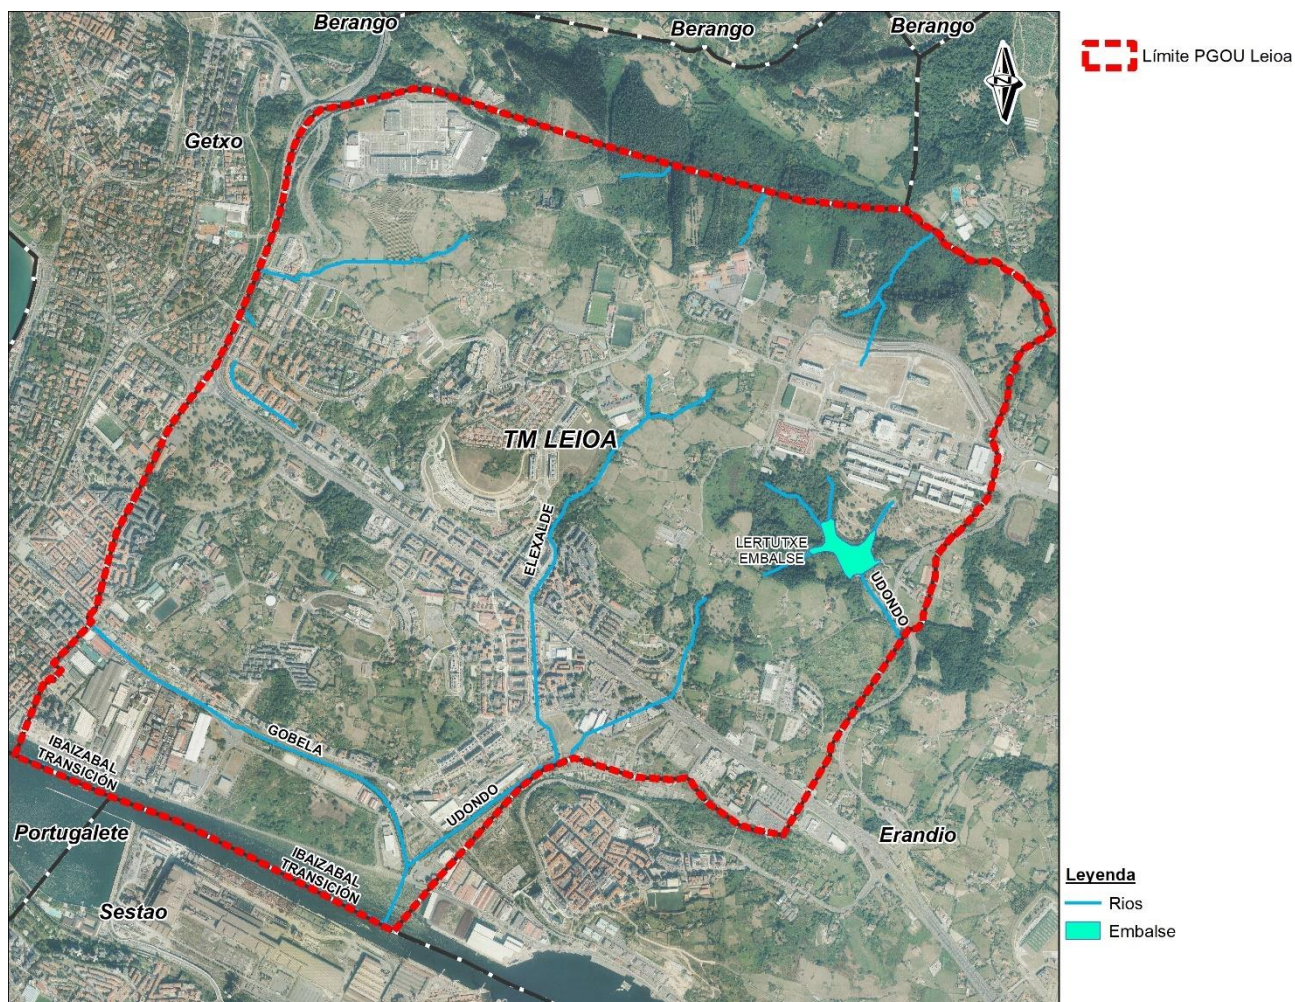 Berango
Berango
Berango
Límite PGOU Leioa
N
Getxo
TM LEIOA
ELEXALDE
LERTUTXE
EMBALSE
UDONDO
GOBELA
IBAIZABAL
TRANSICIÓN
UDONDO
Portugalete
Erandio
IBAIZABAL
TRANSICIÓN
Sestao
Leyenda
Rios
Embalse